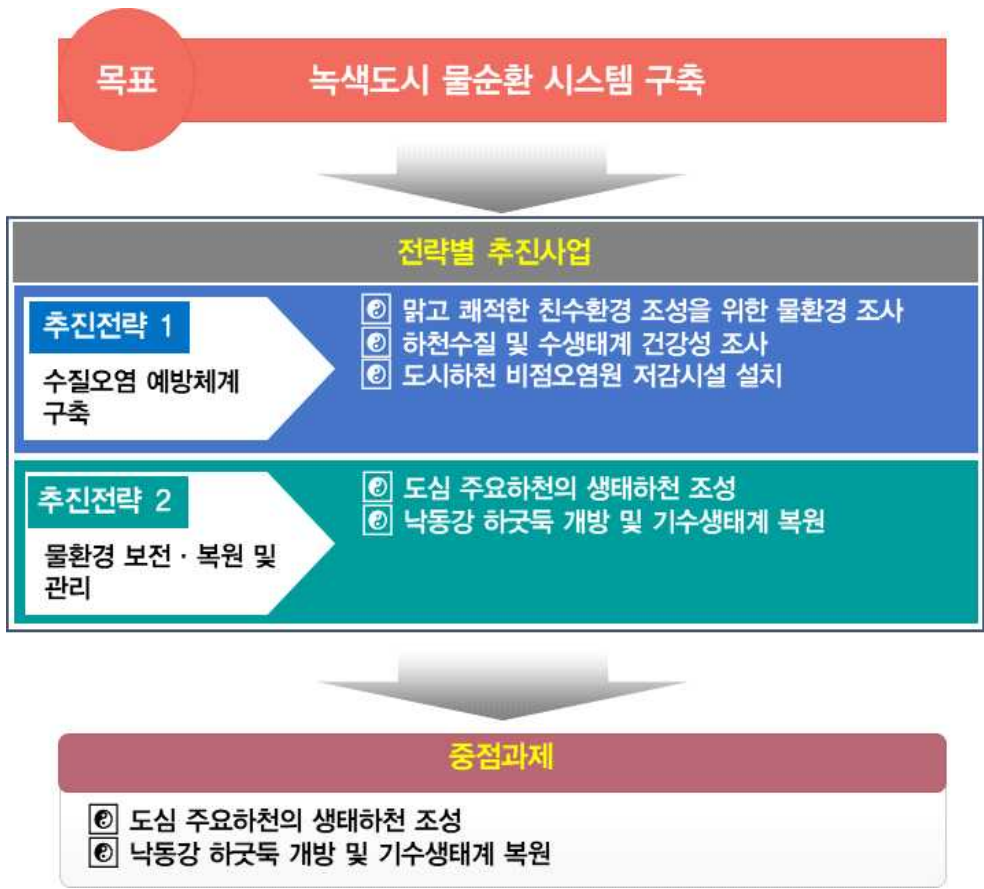 목표
녹색도시 물순환 시스템 구축
전략별 추진사업
추진전략 1
수질오염 예방체계
구축
☯ 맑고 쾌적한 친수환경 조성을 위한 물환경 조사
☯ 하천수질 및 수생태계 건강성 조사
☯ 도시하천 비점오염원 저감시설 설치
추진전략 2
물환경 보전 · 복원 및
관리
☯ 도심 주요하천의 생태하천 조성
☯ 낙동강 하굿둑 개방 및 기수생태계 복원
중점과제
☯ 도심 주요하천의 생태하천 조성
☯ 낙동강 하굿둑 개방 및 기수생태계 복원